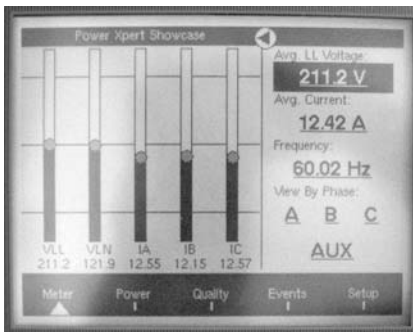 Power Xpert Showcase
Avg. LL Voltage:
211.2 V
Avg. Current:
12.42 A
Frequency:
60.02 Hz
View By Phase:
A B C
AUX
VLL VLN IA IB IC
211.2 121.9 12.55 12.15 12.57
Meter Power Quality Events Setup